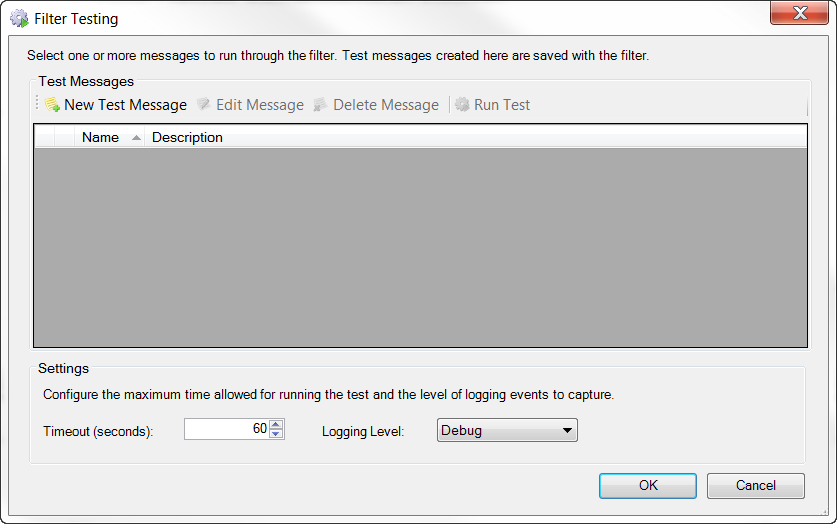 Filter Testing
Select one or more messages to run through the filter. Test messages created here are saved with the filter.
Test Messages
New Test Message Edit Message Delete Message Run Test
Name Description
Settings
Configure the maximum time allowed for running the test and the level of logging events to capture.
Timeout (seconds): 60 Logging Level: Debug
OK Cancel